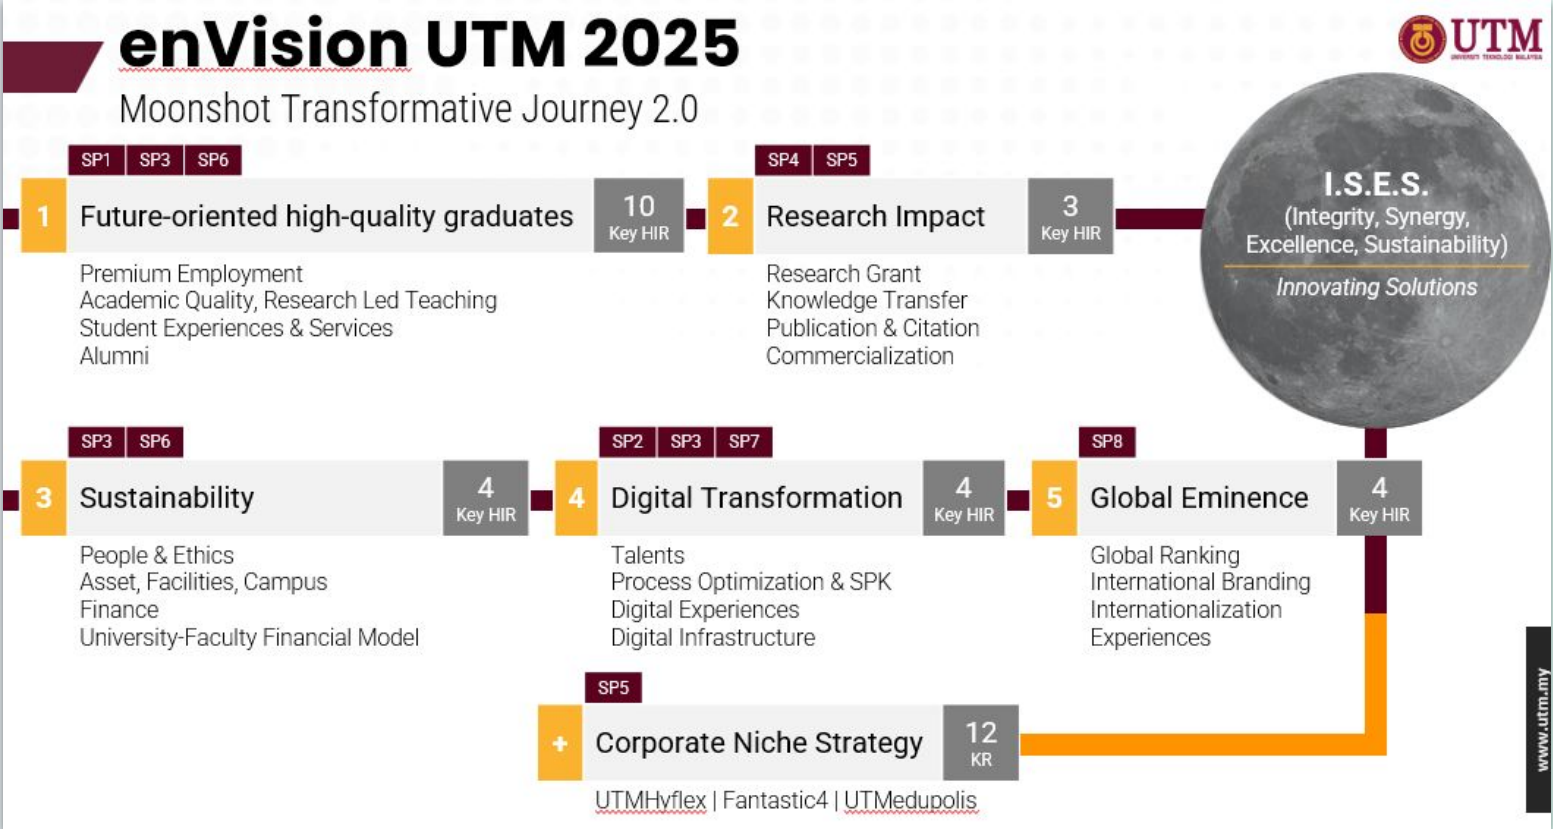 enVision UTM 2025
Moonshot Transformative Journey 2.0
UTM
UNIVERSITI TEKNOLOGI MALAYSIA
SP1 SP3 SP6
1 Future-oriented high-quality graduates 10 Key HIR
Premium Employment
Academic Quality, Research Led Teaching
Student Experiences & Services
Alumni
SP4 SP5
2 Research Impact 3 Key HIR
Research Grant
Knowledge Transfer
Publication & Citation
Commercialization
I.S.E.S.
(Integrity, Synergy,
Excellence, Sustainability)
Innovating Solutions
SP3 SP6
3 Sustainability 4 Key HIR
People & Ethics
Asset, Facilities, Campus
Finance
University-Faculty Financial Model
SP2 SP3 SP7
4 Digital Transformation 4 Key HIR
Talents
Process Optimization & SPK
Digital Experiences
Digital Infrastructure
SP8
5 Global Eminence 4 Key HIR
Global Ranking
International Branding
Internationalization
Experiences
SP5
+ Corporate Niche Strategy 12 KR
UTMHyflex | Fantastic4 | UTMedupolis
www.utm.my